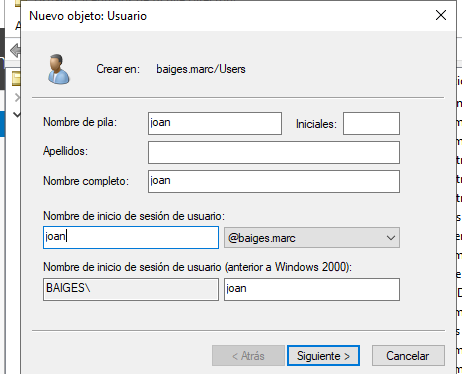 Nuevo objeto: Usuario
Crear en: baiges.marc/Users
Nombre de pila: joan Iniciales:
Apellidos:
Nombre completo: joan
Nombre de inicio de sesión de usuario:
joan @baiges.marc
Nombre de inicio de sesión de usuario (anterior a Windows 2000):
BAIGES\ joan
< Atrás Siguiente > Cancelar